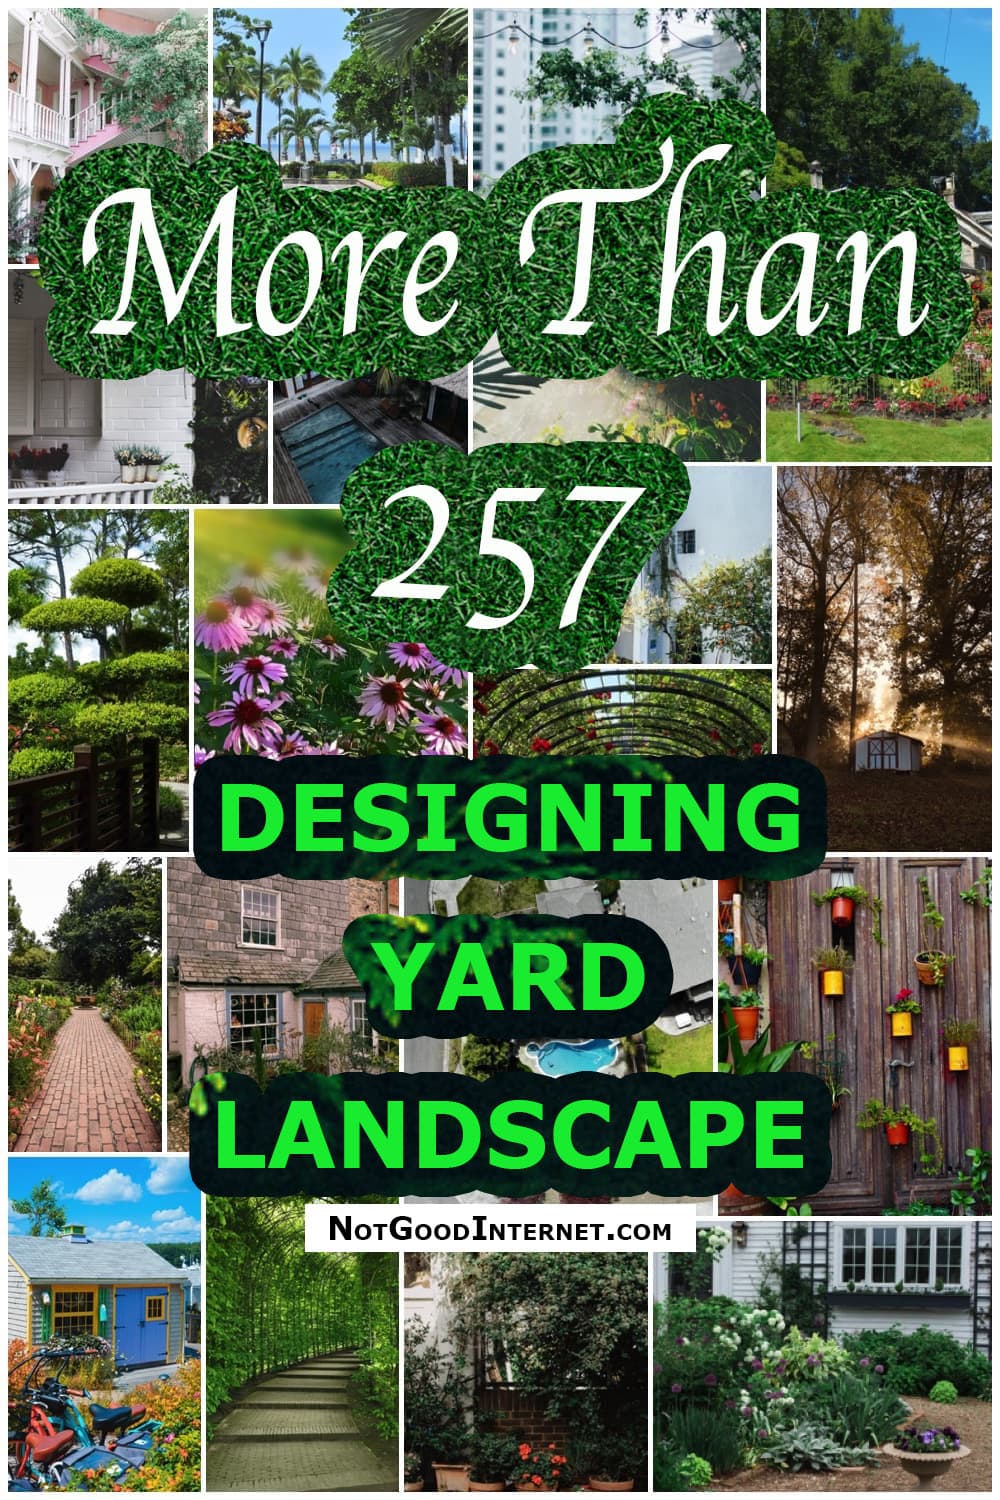 More Than
257
DESIGNING
YARD
LANDSCAPE
NotGoodInternet.com